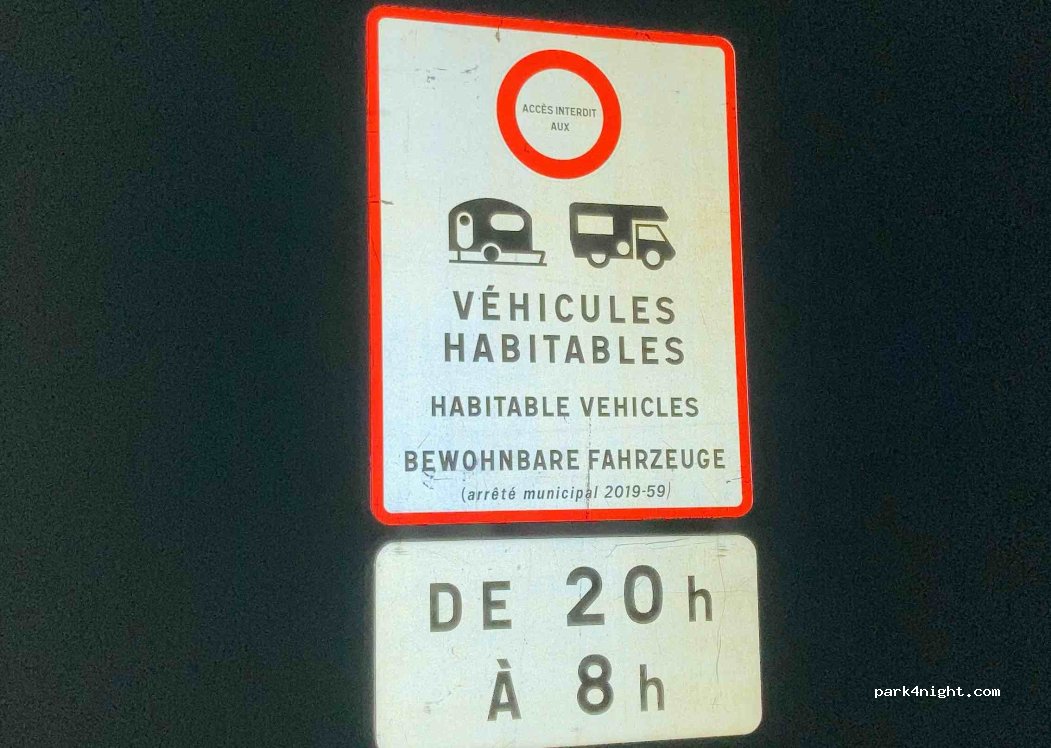 ACCÈS INTERDIT
AUX
VÉHICULES
HABITABLES
HABITABLE VEHICLES
BEWOHNBARE FAHRZEUGE
(arrêté municipal 2019-59)
DE 20h
À 8h
park4night.com